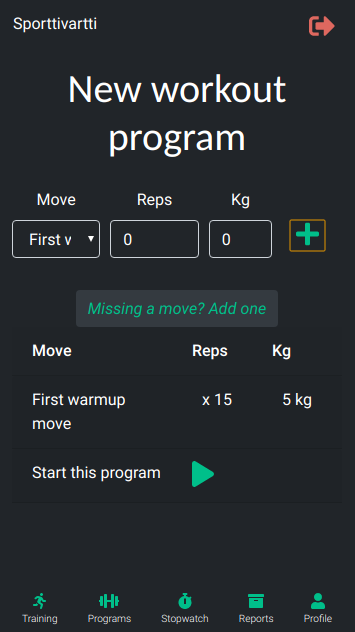 Sporttivartti
New workout
program
Move Reps Kg
First v 0 0
Missing a move? Add one
Move Reps Kg
First warmup x 15 5 kg
move
Start this program
Training Programs Stopwatch Reports Profile